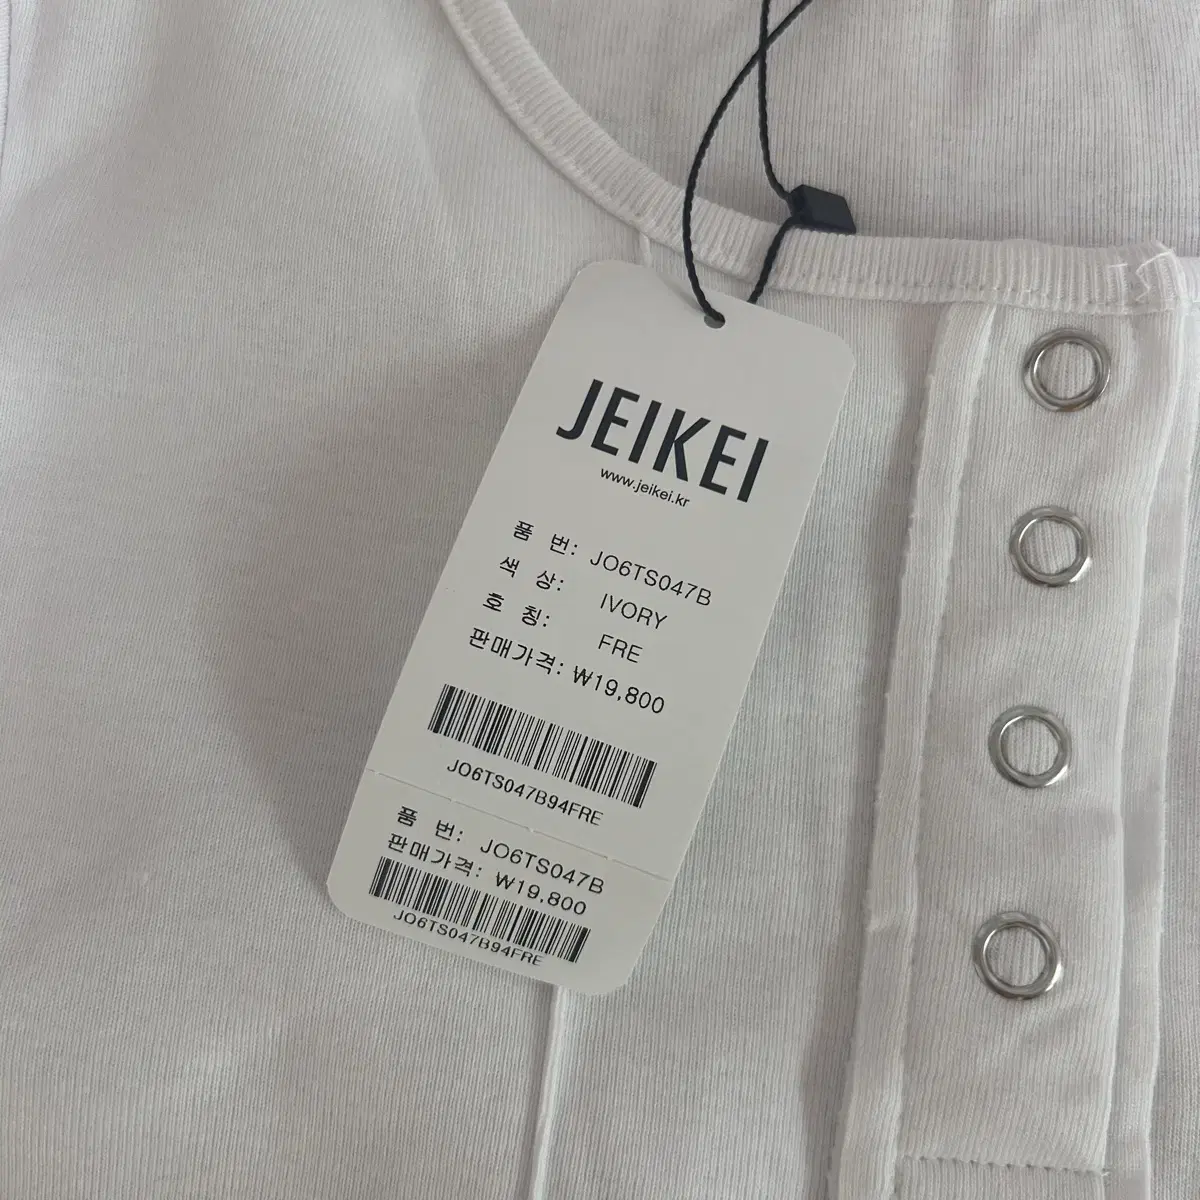 JEIKEI
www.jeikei.kr
품 번: JO6TS047B
색 상: IVORY
호 칭: FRE
판매가격: ₩19,800
JO6TS047B94FRE
품 번: JO6TS047B
판매가격: ₩19,800
JO6TS047B94FRE